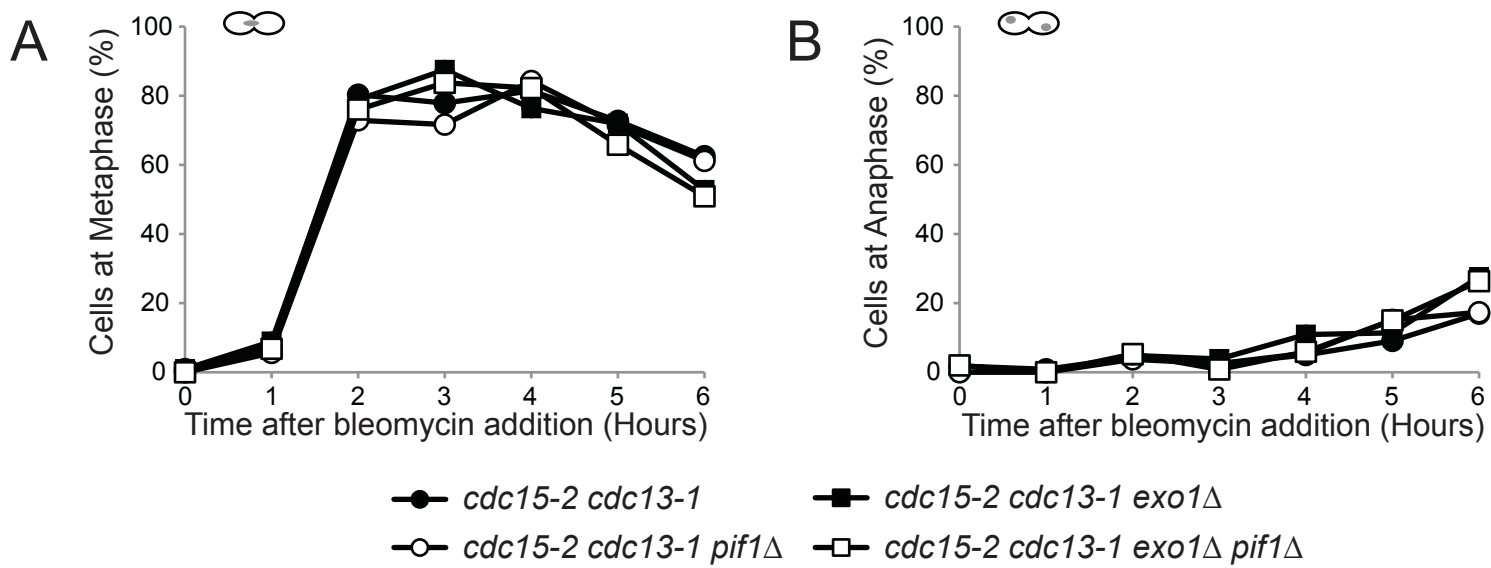 A
Cells at Metaphase (%)
100
80
60
40
20
0
0 1 2 3 4 5 6
Time after bleomycin addition (Hours)
B
Cells at Anaphase (%)
100
80
60
40
20
0
0 1 2 3 4 5 6
Time after bleomycin addition (Hours)
cdc15-2 cdc13-1
cdc15-2 cdc13-1 exo1Δ
cdc15-2 cdc13-1 pif1Δ
cdc15-2 cdc13-1 exo1Δ pif1Δ